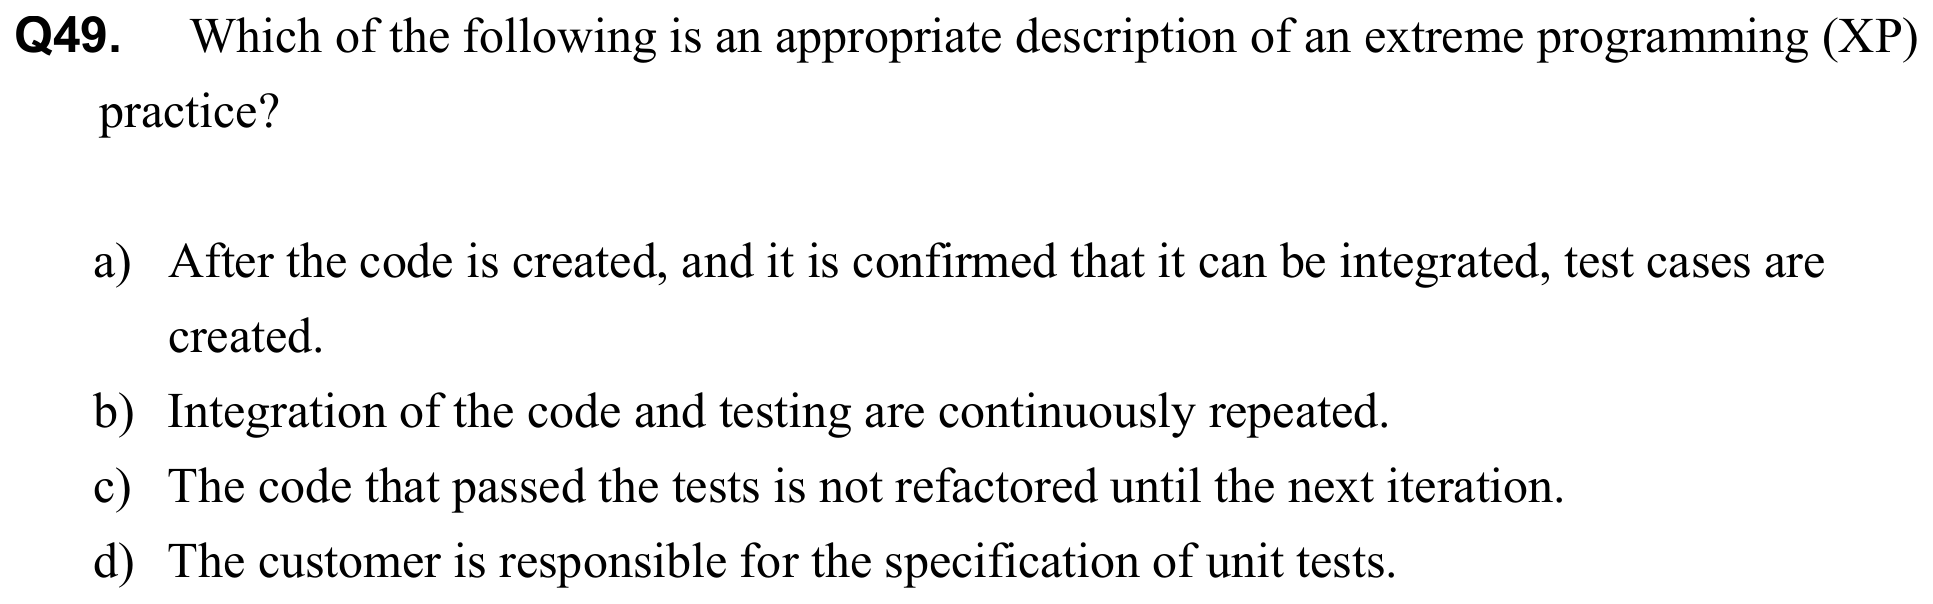 Q49. Which of the following is an appropriate description of an extreme programming (XP)
practice?
a) After the code is created, and it is confirmed that it can be integrated, test cases are
created.
b) Integration of the code and testing are continuously repeated.
c) The code that passed the tests is not refactored until the next iteration.
d) The customer is responsible for the specification of unit tests.